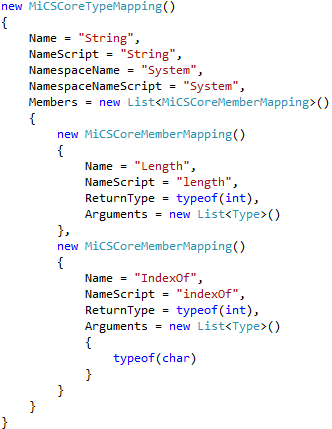 new MiCSCoreTypeMapping()
{
    Name = "String",
    NameScript = "String",
    NamespaceName = "System",
    NamespaceNameScript = "System",
    Members = new List<MiCSCoreMemberMapping>()
    {
        new MiCSCoreMemberMapping()
        {
            Name = "Length",
            NameScript = "length",
            ReturnType = typeof(int),
            Arguments = new List<Type>()
        },
        new MiCSCoreMemberMapping()
        {
            Name = "IndexOf",
            NameScript = "indexOf",
            ReturnType = typeof(int),
            Arguments = new List<Type>()
            {
                typeof(char)
            }
        }
    }
}